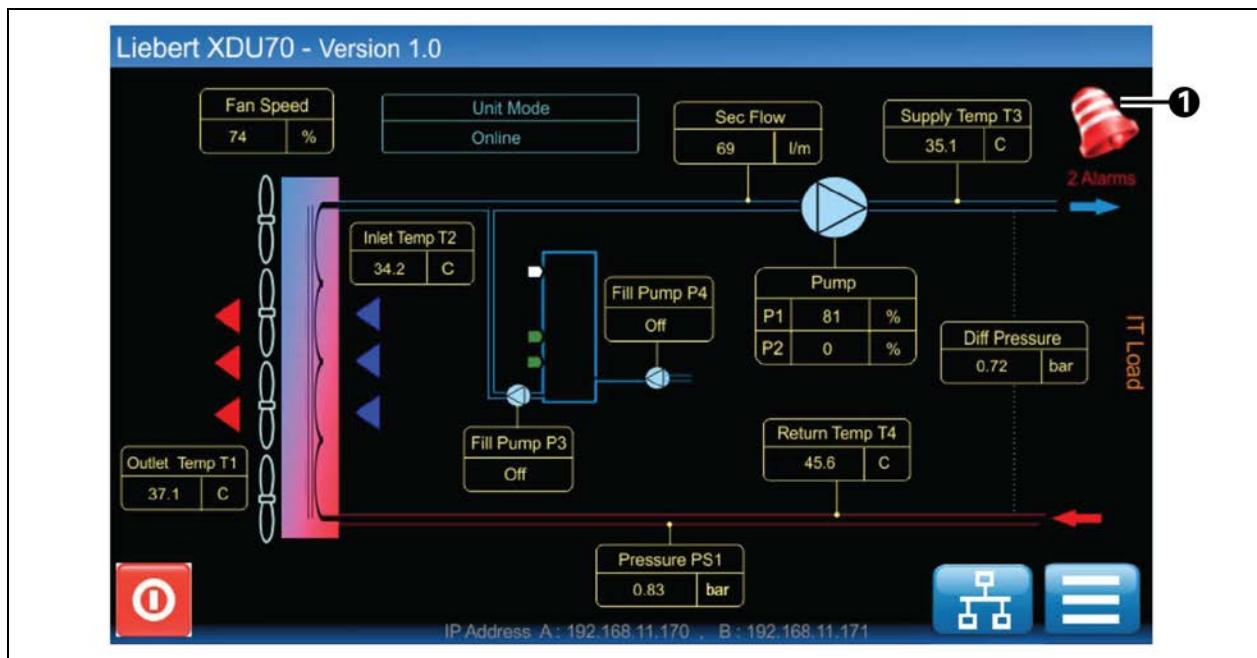 Liebert XDU70 - Version 1.0
Fan Speed
74 %
Unit Mode
Online
Sec Flow
69 l/m
Supply Temp T3
35.1 C
1
2 Alarms
Inlet Temp T2
34.2 C
Fill Pump P4
Off
Pump
P1 81 %
P2 0 %
Diff Pressure
0.72 bar
IT Load
Fill Pump P3
Off
Return Temp T4
45.6 C
Outlet Temp T1
37.1 C
Pressure PS1
0.83 bar
IP Address A : 192.168.11.170 , B : 192.168.11.171